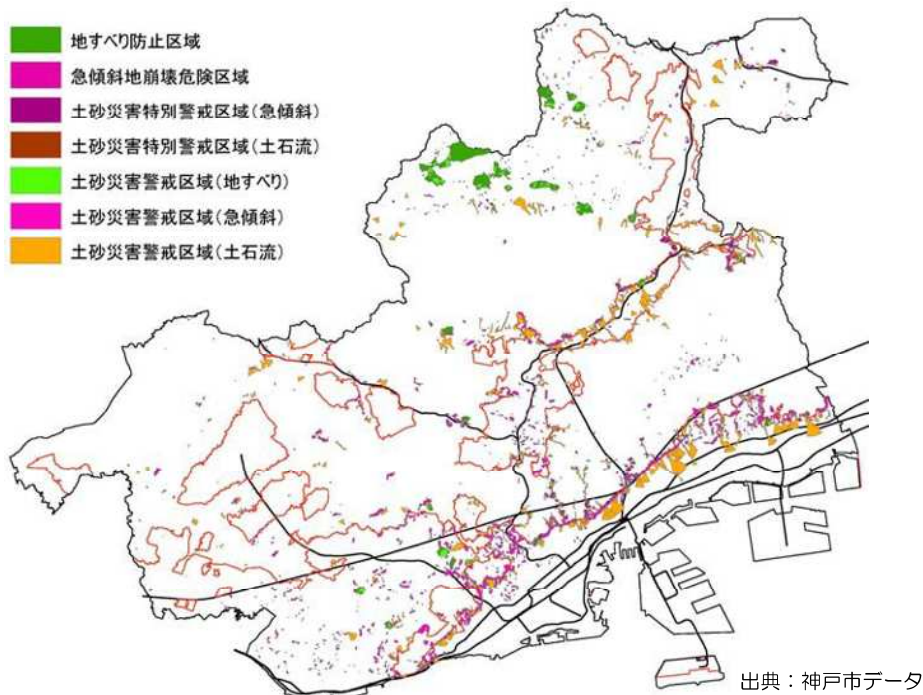 地すべり防止区域
急傾斜地崩壊危険区域
土砂災害特別警戒区域(急傾斜)
土砂災害特別警戒区域(土石流)
土砂災害警戒区域(地すべり)
土砂災害警戒区域(急傾斜)
土砂災害警戒区域(土石流)
出典：神戸市データ